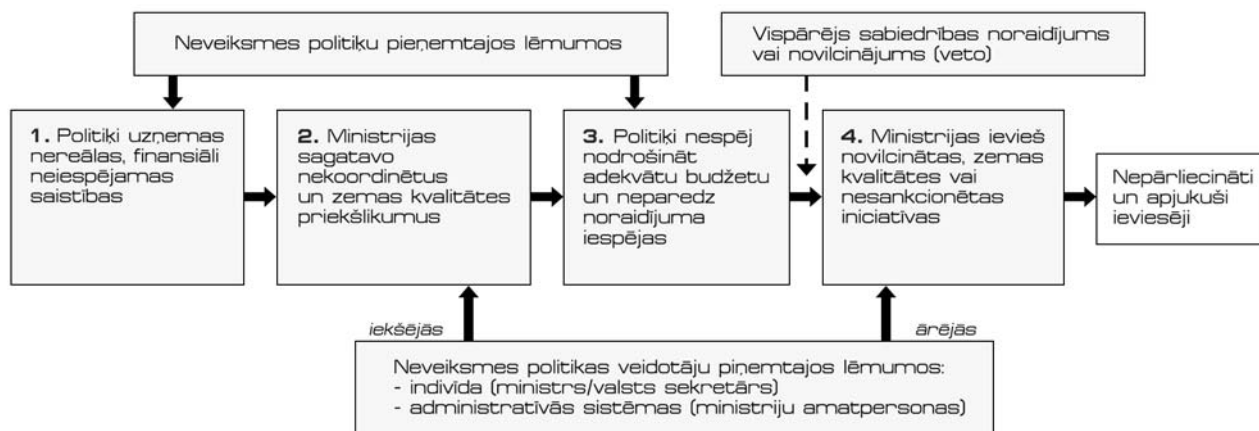 Neveiksmes politiķu pieņemtajos lēmumos
Vispārējs sabiedrības noraidījums
vai novilcinājums (veto)
1. Politiķi uzņemas
nereālas, finansiāli
neiespējamas
saistības
2. Ministrijas
sagatavo
nekoordinētus
un zemas kvalitātes
priekšlikumus
3. Politiķi nespēj
nodrošināt
adekvātu budžetu
un neparedz
noraidījuma
iespējas
4. Ministrijas ievieš
novilcinātas, zemas
kvalitātes vai
nesankcionētas
iniciatīvas
Nepārliecināti
un apjukuši
ieviesēji
iekšējās
ārējās
Neveiksmes politikas veidotāju piņemtajos lēmumos:
- indivīda (ministrs/valsts sekretārs)
- administratīvās sistēmas (ministriju amatpersonas)